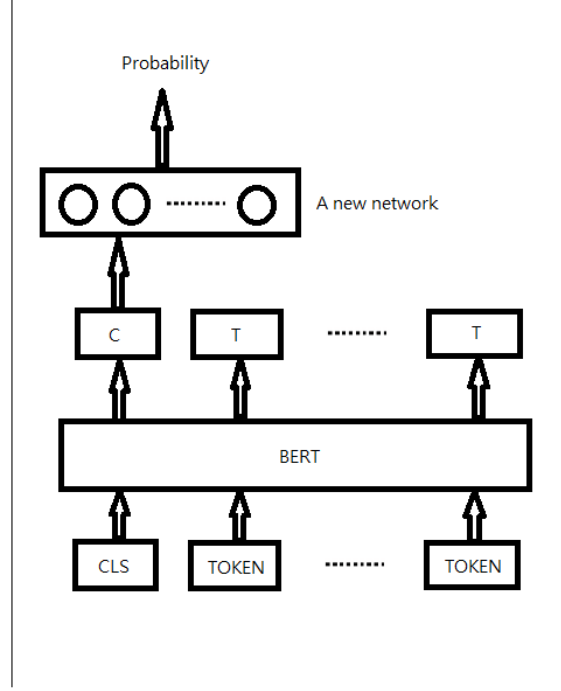 Probability
A new network
C T T
BERT
CLS TOKEN TOKEN